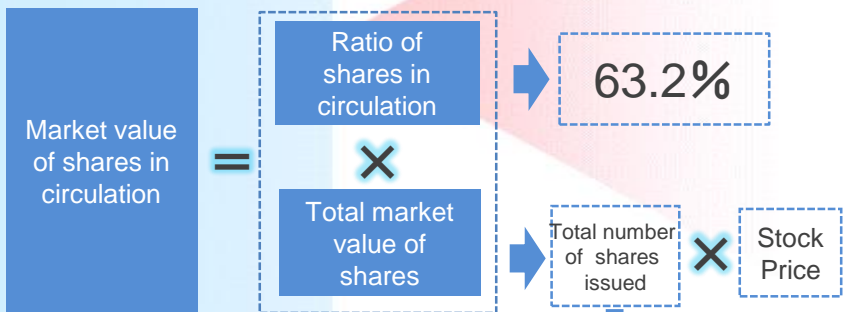 Market value
of shares in
circulation
=
Ratio of
shares in
circulation
×
Total market
value of
shares
63.2%
Total number
of shares
issued
×
Stock
Price